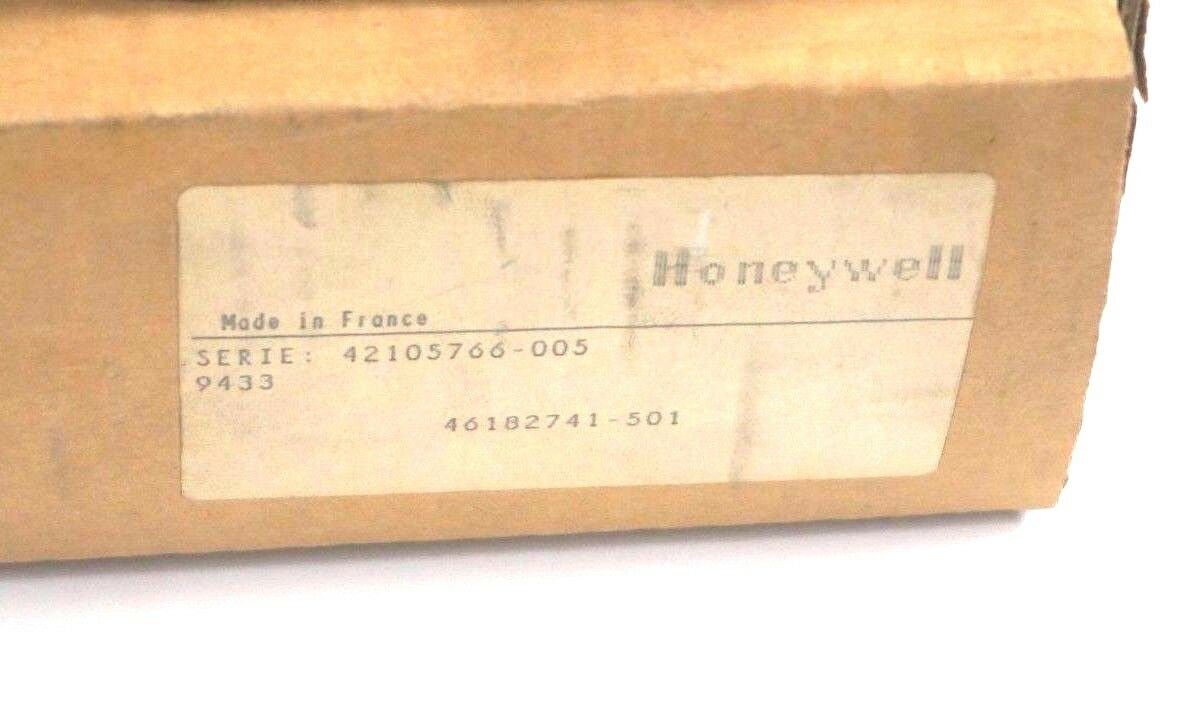 Honeywell
Made in France
SERIE: 42105766-005
9433
46182741-501